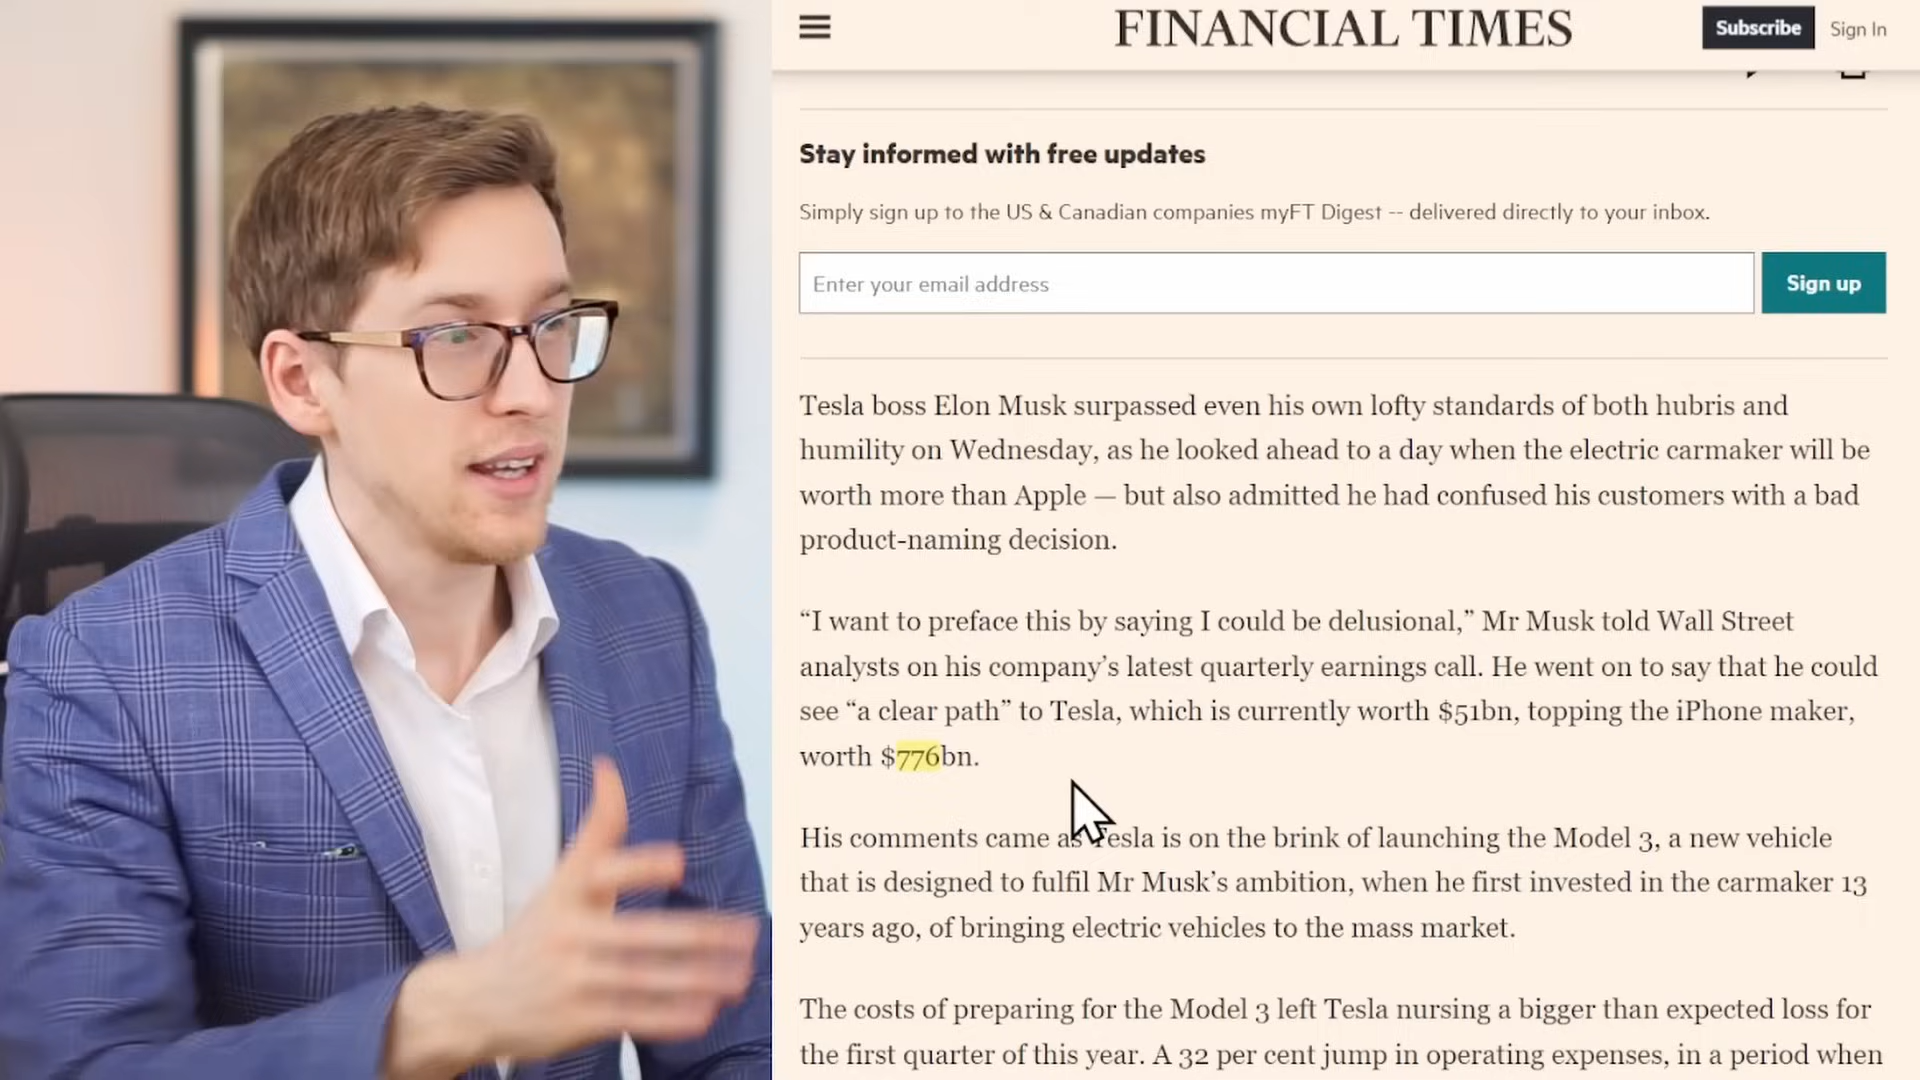 FINANCIAL TIMES
Subscribe
Sign In
Stay informed with free updates
Simply sign up to the US & Canadian companies myFT Digest -- delivered directly to your inbox.
Enter your email address
Sign up
Tesla boss Elon Musk surpassed even his own lofty standards of both hubris and
humility on Wednesday, as he looked ahead to a day when the electric carmaker will be
worth more than Apple — but also admitted he had confused his customers with a bad
product-naming decision.
“I want to preface this by saying I could be delusional,” Mr Musk told Wall Street
analysts on his company’s latest quarterly earnings call. He went on to say that he could
see “a clear path” to Tesla, which is currently worth $51bn, topping the iPhone maker,
worth $776bn.
His comments came as Tesla is on the brink of launching the Model 3, a new vehicle
that is designed to fulfil Mr Musk’s ambition, when he first invested in the carmaker 13
years ago, of bringing electric vehicles to the mass market.
The costs of preparing for the Model 3 left Tesla nursing a bigger than expected loss for
the first quarter of this year. A 32 per cent jump in operating expenses, in a period when